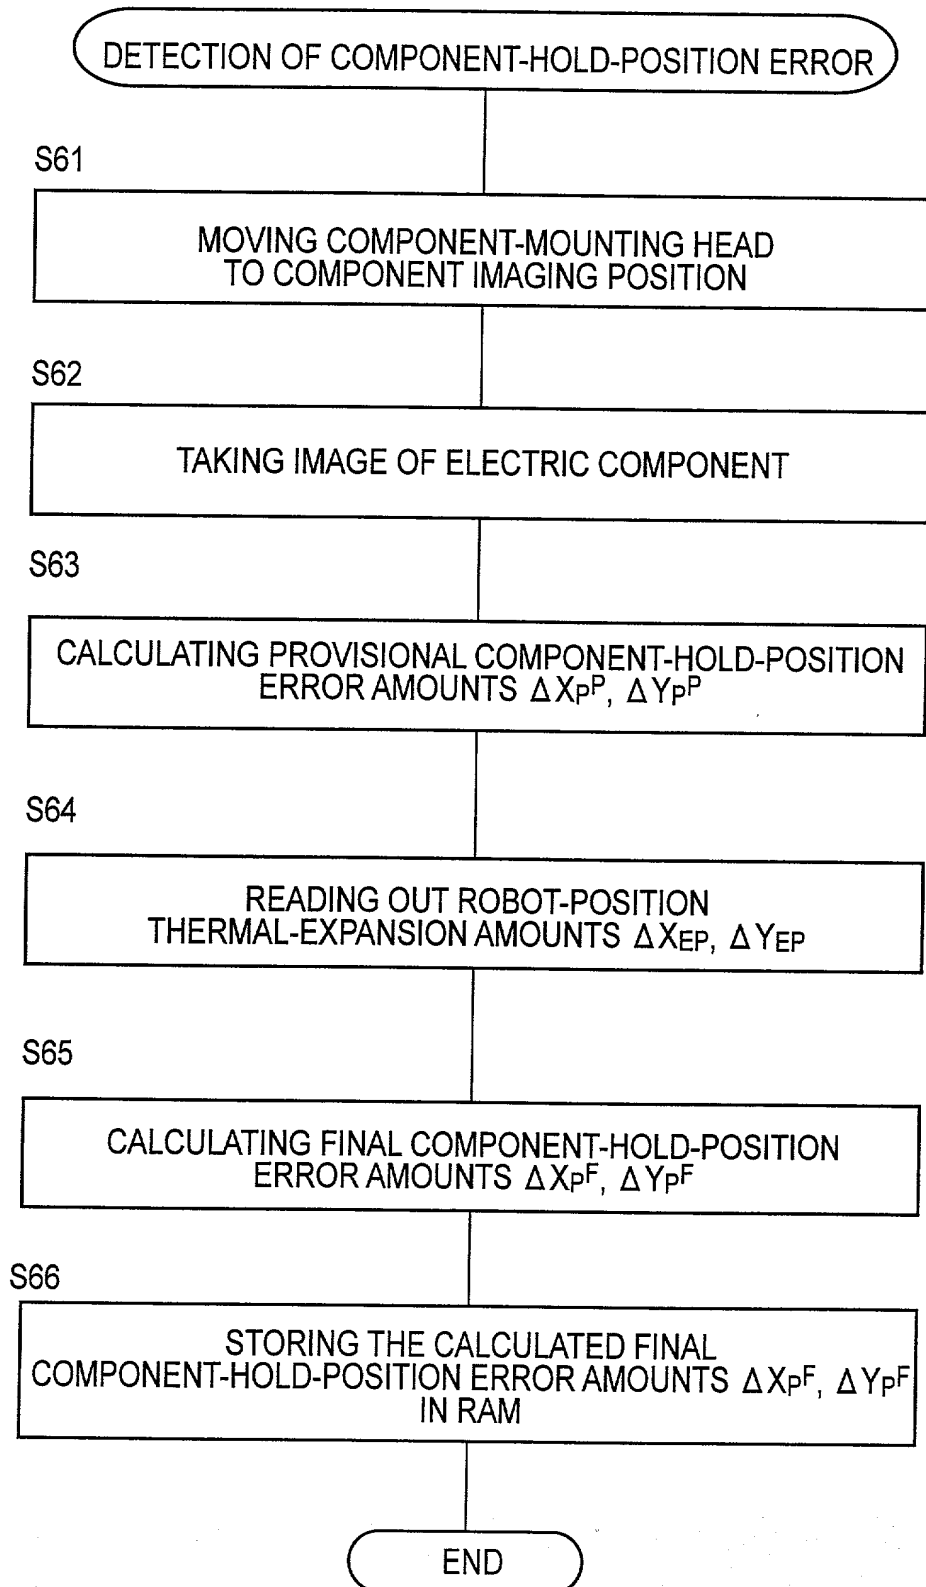 DETECTION OF COMPONENT-HOLD-POSITION ERROR
S61
MOVING COMPONENT-MOUNTING HEAD
TO COMPONENT IMAGING POSITION
S62
TAKING IMAGE OF ELECTRIC COMPONENT
S63
CALCULATING PROVISIONAL COMPONENT-HOLD-POSITION
ERROR AMOUNTS ΔXPP, ΔYPP
S64
READING OUT ROBOT-POSITION
THERMAL-EXPANSION AMOUNTS ΔXEP, ΔYEP
S65
CALCULATING FINAL COMPONENT-HOLD-POSITION
ERROR AMOUNTS ΔXPF, ΔYPF
S66
STORING THE CALCULATED FINAL
COMPONENT-HOLD-POSITION ERROR AMOUNTS ΔXPF, ΔYPF
IN RAM
END